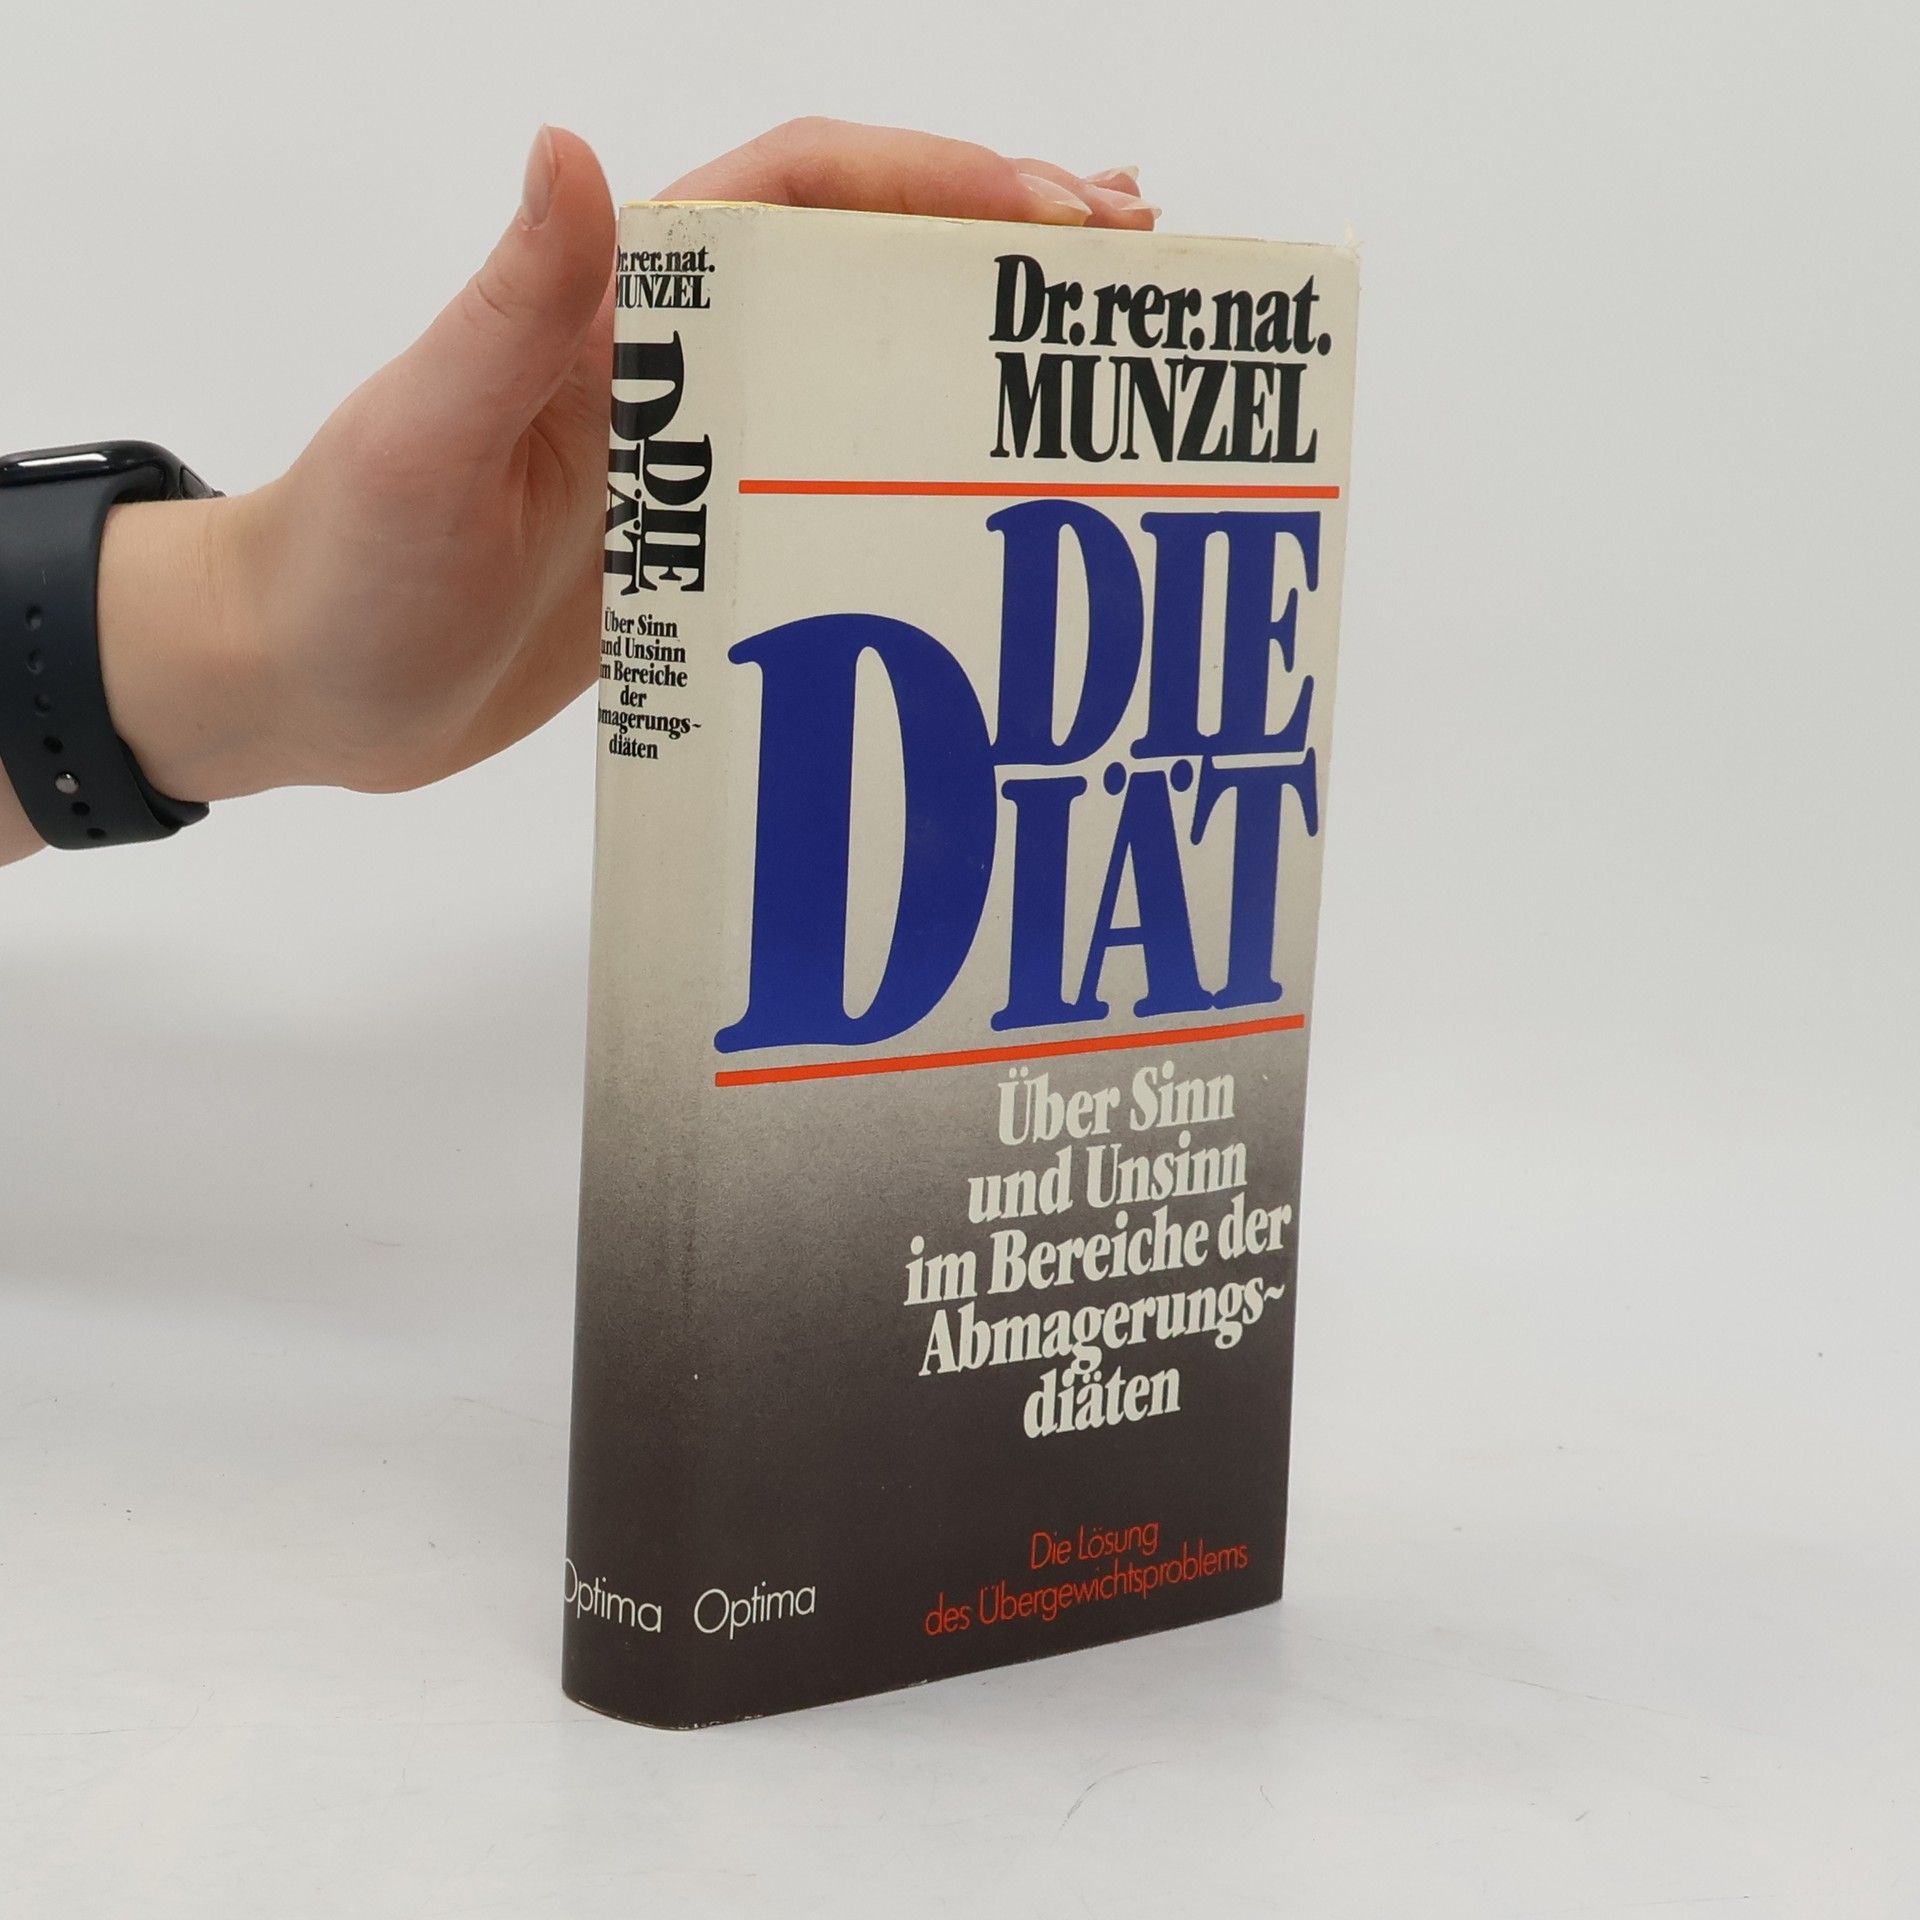 Dr. rer. nat.
MUNZEL
DIE
DIÄT
Über Sinn
und Unsinn
im Bereiche
der
Abmagerungs-
diäten
Optima
Dr. rer. nat.
MUNZEL
DIE
DIÄT
Über Sinn
und Unsinn
im Bereiche der
Abmagerungs-
diäten
Die Lösung
des Übergewichtsproblems
Optima